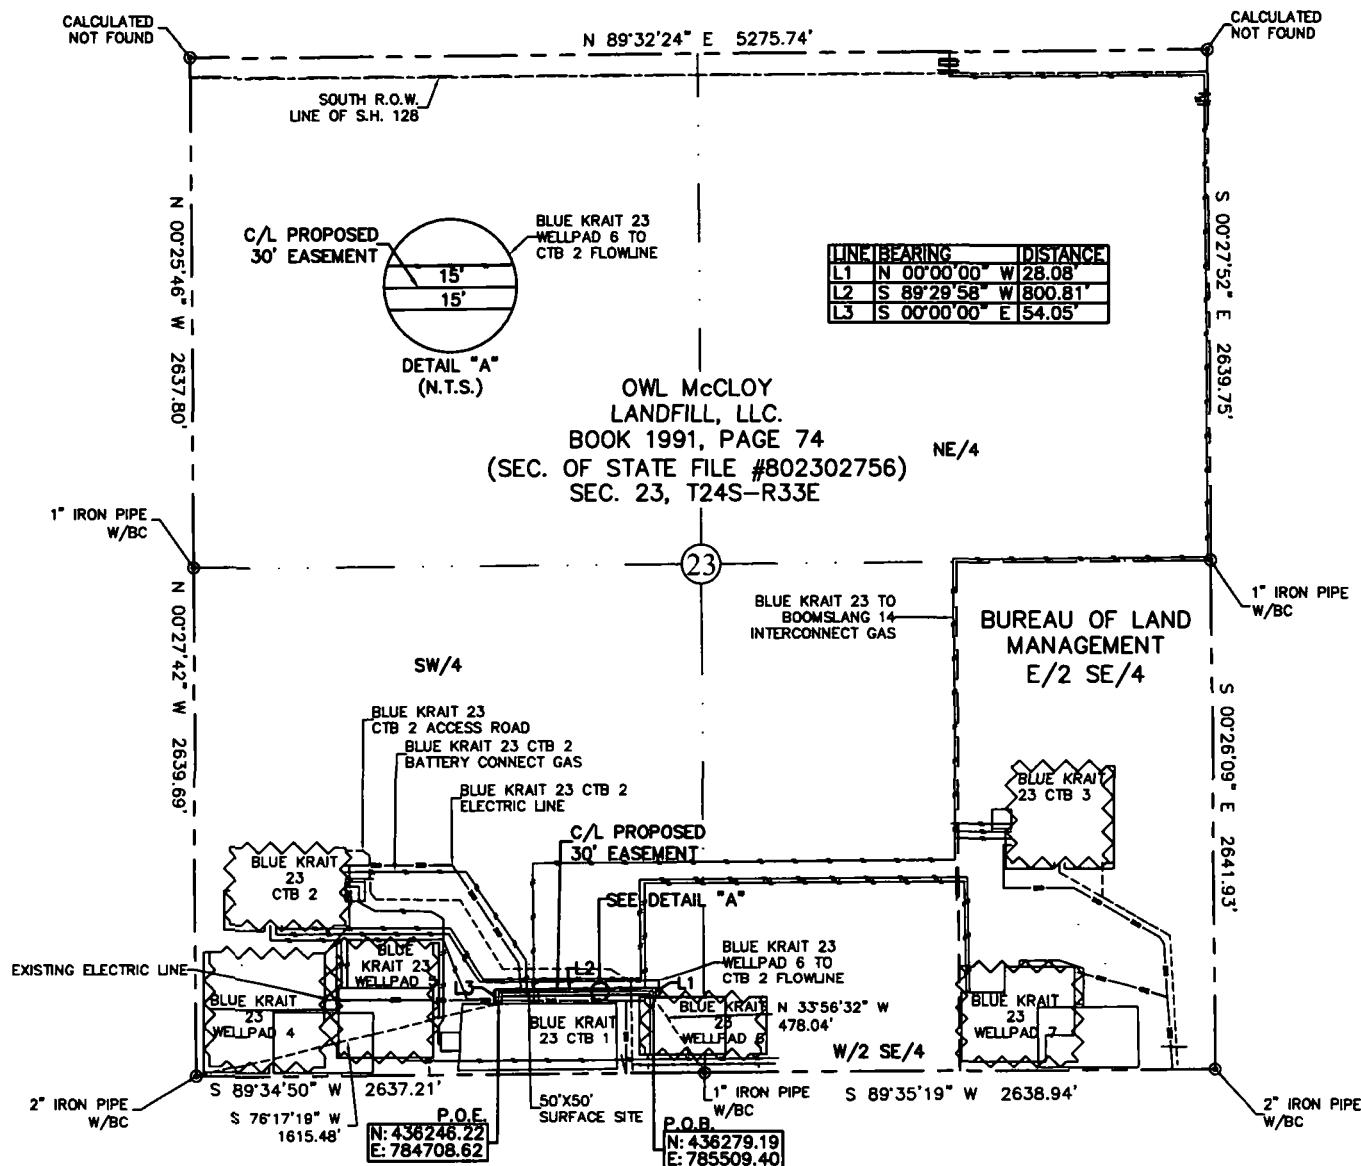 CALCULATED
NOT FOUND
N 89°32'24" E 5275.74'
CALCULATED
NOT FOUND
SOUTH R.O.W.
LINE OF S.H. 128
N 00°25'46" W 2637.80'
S 00°27'52" E 2639.75'
C/L PROPOSED
30' EASEMENT
15'
15'
BLUE KRAIT 23
WELLPAD 6 TO
CTB 2 FLOWLINE
DETAIL "A"
(N.T.S.)
LINE BEARING DISTANCE
L1 N 00°00'00" W 28.08'
L2 S 89°29'58" W 800.81'
L3 S 00°00'00" E 54.05'
OWL McCLOY
LANDFILL, LLC.
BOOK 1991, PAGE 74
(SEC. OF STATE FILE #802302756)
SEC. 23, T24S-R33E
NE/4
1" IRON PIPE
W/BC
23
1" IRON PIPE
W/BC
N 00°27'42" W 2639.69'
BLUE KRAIT 23 TO
BOOMSLANG 14
INTERCONNECT GAS
BUREAU OF LAND
MANAGEMENT
E/2 SE/4
SW/4
S 00°26'09" E 2641.93'
BLUE KRAIT 23
CTB 2 ACCESS ROAD
BLUE KRAIT 23 CTB 2
BATTERY CONNECT GAS
BLUE KRAIT 23 CTB 2
ELECTRIC LINE
BLUE KRAIT
23 CTB 3
C/L PROPOSED
30' EASEMENT
BLUE KRAIT
23
CTB 2
SEE DETAIL "A"
BLUE KRAIT 23
WELLPAD 6 TO
CTB 2 FLOWLINE
EXISTING ELECTRIC LINE
BLUE
KRAIT 23
WELLPAD 5
L3
L2
L1
BLUE KRAIT
23
WELLPAD 4
BLUE KRAIT
23 CTB 1
BLUE KRAIT
23
WELLPAD 6
N 33°56'32" W
478.04'
BLUE KRAIT
23
WELLPAD 7
W/2 SE/4
S 89°34'50" W 2637.21'
S 89°35'19" W 2638.94'
2" IRON PIPE
W/BC
S 76°17'19" W
1615.48'
50'X50'
SURFACE SITE
1" IRON PIPE
W/BC
2" IRON PIPE
W/BC
P.O.E.
N: 436246.22
E: 784708.62
P.O.B.
N: 436279.19
E: 785509.40